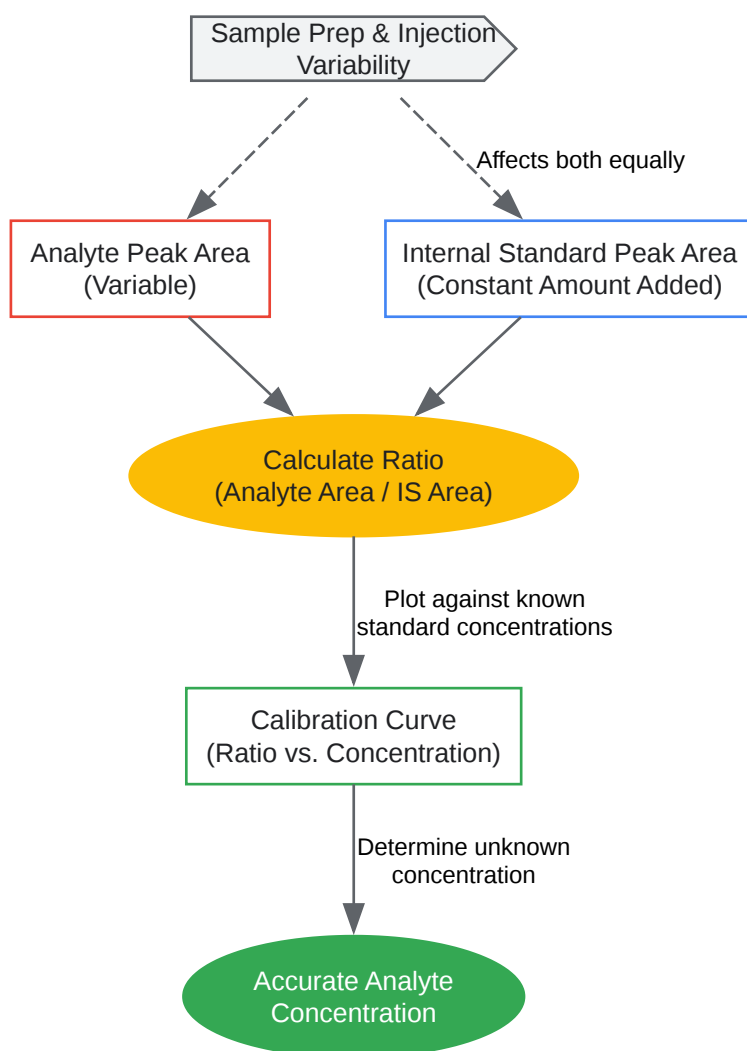 Sample Prep & Injection
Variability
Affects both equally
Analyte Peak Area
(Variable)
Internal Standard Peak Area
(Constant Amount Added)
Calculate Ratio
(Analyte Area / IS Area)
Plot against known
standard concentrations
Calibration Curve
(Ratio vs. Concentration)
Determine unknown
concentration
Accurate Analyte
Concentration